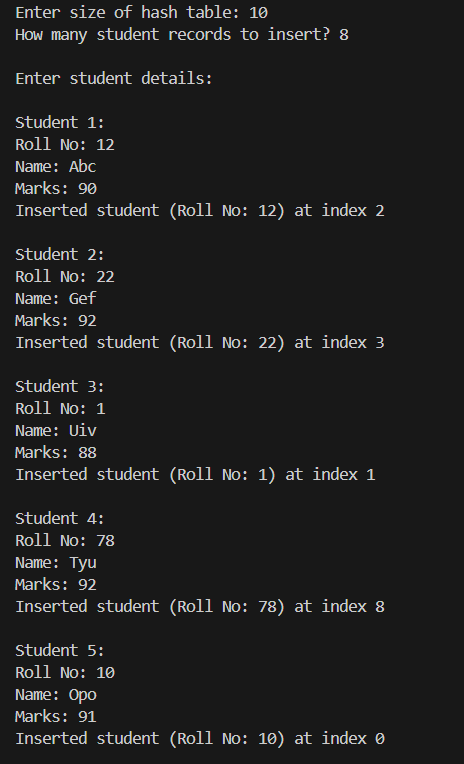 Enter size of hash table: 10
How many student records to insert? 8
Enter student details:
Student 1:
Roll No: 12
Name: Abc
Marks: 90
Inserted student (Roll No: 12) at index 2
Student 2:
Roll No: 22
Name: Gef
Marks: 92
Inserted student (Roll No: 22) at index 3
Student 3:
Roll No: 1
Name: Uiv
Marks: 88
Inserted student (Roll No: 1) at index 1
Student 4:
Roll No: 78
Name: Tyu
Marks: 92
Inserted student (Roll No: 78) at index 8
Student 5:
Roll No: 10
Name: Opo
Marks: 91
Inserted student (Roll No: 10) at index 0